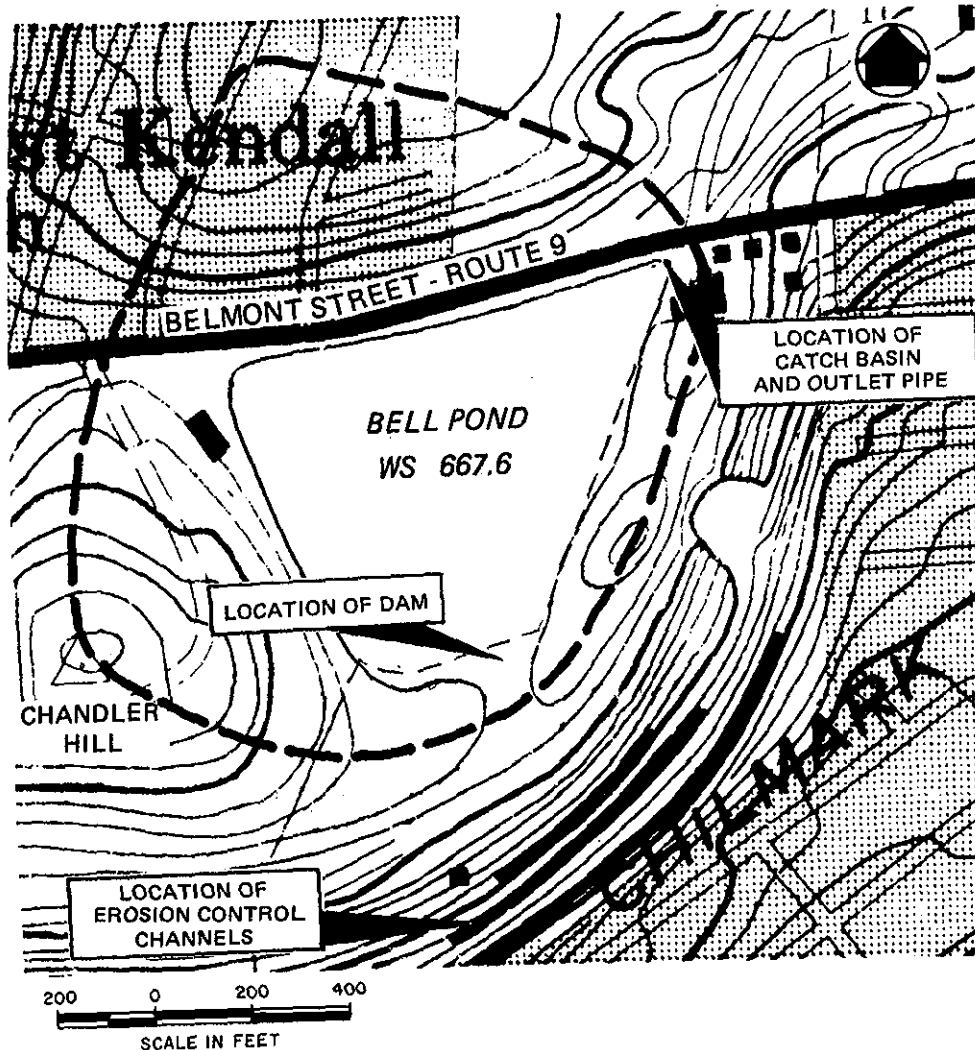 st Kendall
BELMONT STREET - ROUTE 9
LOCATION OF
CATCH BASIN
AND OUTLET PIPE
BELL POND
WS 667.6
LOCATION OF DAM
CHANDLER
HILL
CHILMARK
LOCATION OF
EROSION CONTROL
CHANNELS
200 0 200 400
SCALE IN FEET